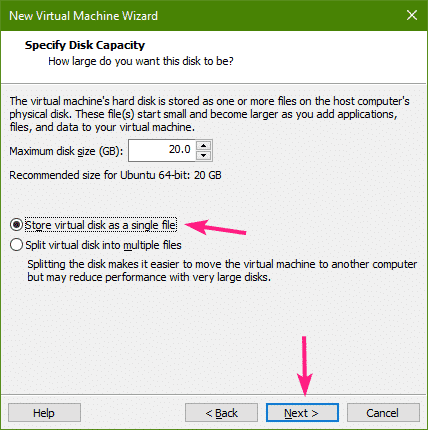 New Virtual Machine Wizard
Specify Disk Capacity
How large do you want this disk to be?
The virtual machine's hard disk is stored as one or more files on the host computer's
physical disk. These file(s) start small and become larger as you add applications,
files, and data to your virtual machine.
Maximum disk size (GB): 20.0
Recommended size for Ubuntu 64-bit: 20 GB
Store virtual disk as a single file
Split virtual disk into multiple files
Splitting the disk makes it easier to move the virtual machine to another computer
but may reduce performance with very large disks.
Help < Back Next > Cancel